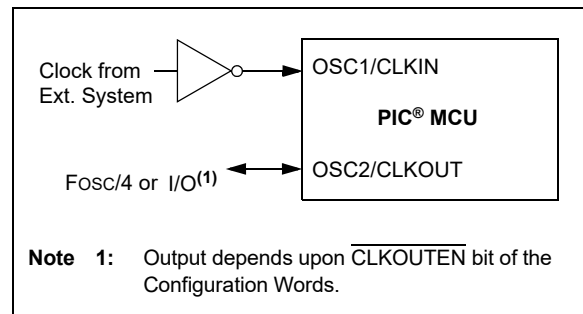 Clock from
Ext. System
OSC1/CLKIN
PIC® MCU
FOSC/4 or I/O(1)
OSC2/CLKOUT
Note 1: Output depends upon CLKOUTEN bit of the
Configuration Words.